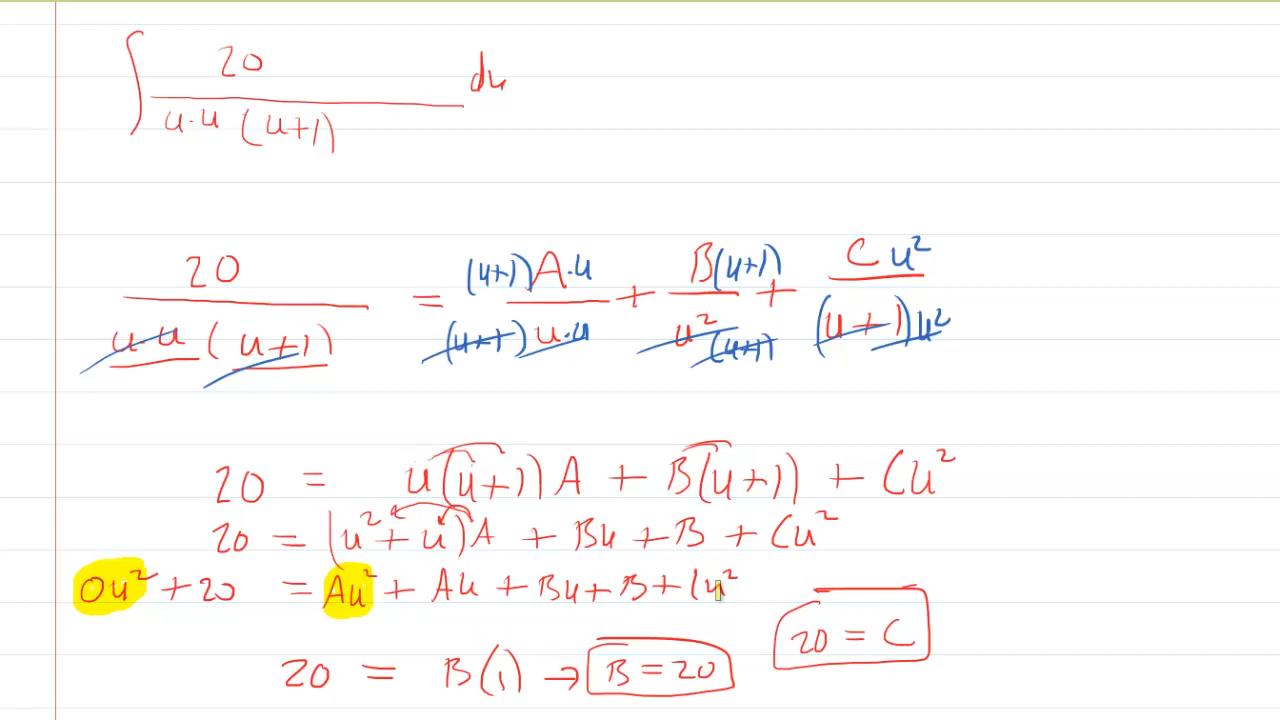 ∫ 20 / (u·u (u+1)) du
20 / (u·u (u+1)) = (u+1)A·u / ((u+1)u·u) + B(u+1) / (u²(u+1)) + Cu² / ((u+1)u²)
20 = u(u+1)A + B(u+1) + Cu²
20 = (u²+u)A + Bu + B + Cu²
0u² + 20 = Au² + Au + Bu + B + Cu²
20 = C
20 = B(1) → B = 20